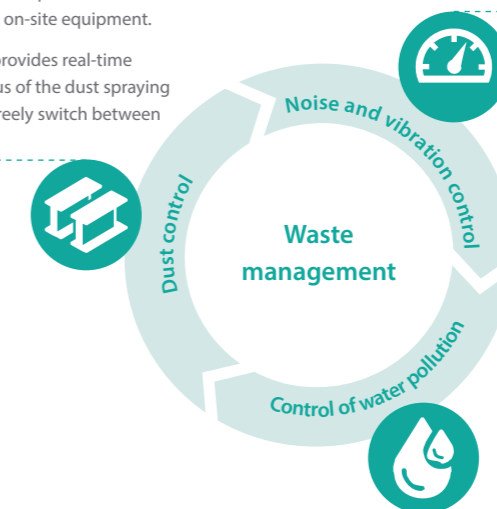 on-site equipment.
provides real-time
us of the dust spraying
reely switch between
Noise and vibration control
Dust control
Waste
management
Control of water pollution